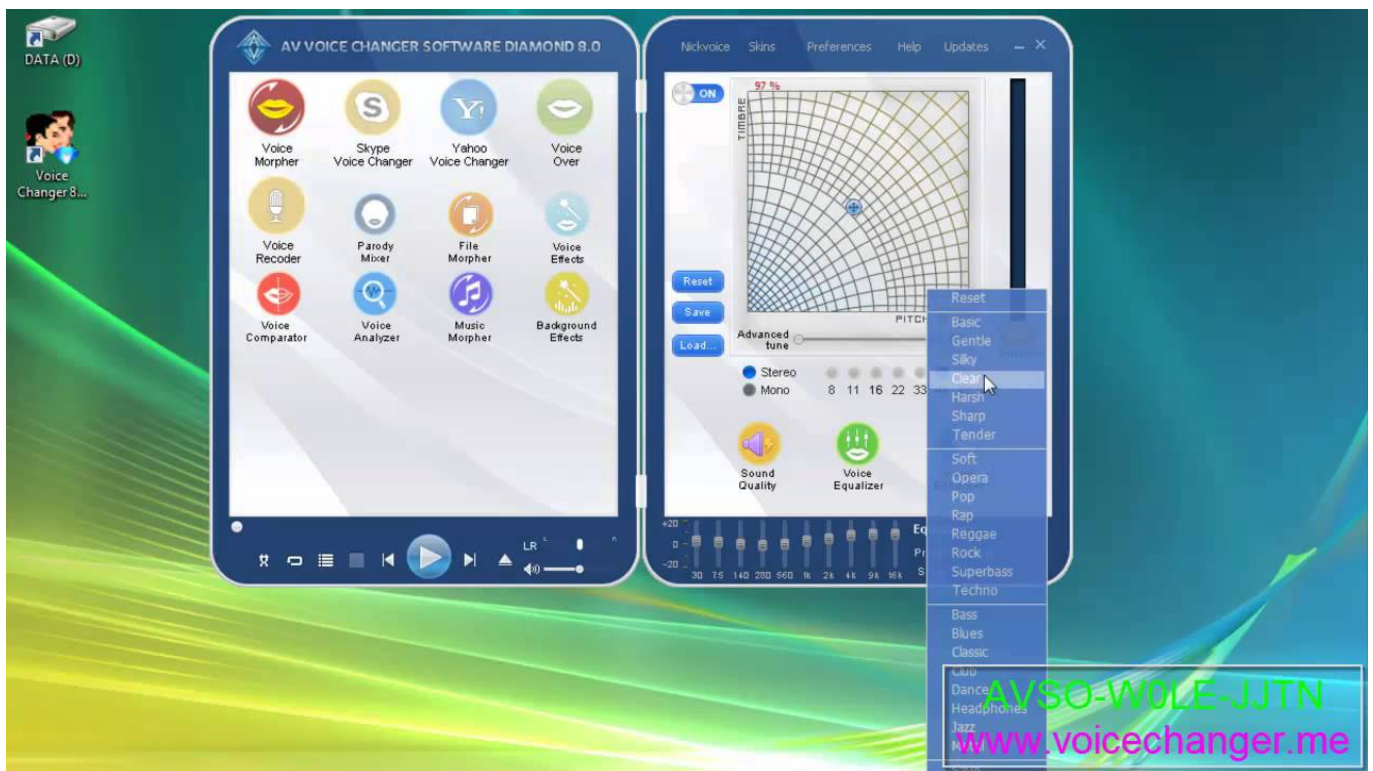 DATA (D)
Voice
Changer 8...
AV VOICE CHANGER SOFTWARE DIAMOND 8.0
Voice
Morpher
Skype
Voice Changer
Yahoo
Voice Changer
Voice
Over
Voice
Recoder
Parody
Mixer
File
Morpher
Voice
Effects
Voice
Comparator
Voice
Analyzer
Music
Morpher
Background
Effects
LR
L
R
Nickvoice Skins Preferences Help Updates
ON
97 %
TIMBRE
PITCH
Reset
Save
Load...
Advanced
tune
Stereo
Mono
8 11 16 22 33
Sound
Quality
Voice
Equalizer
+20
0
-20
30 75 140 280 560 1k 2k 4k 9k 16k
Reset
Basic
Gentle
Silky
Clear
Harsh
Sharp
Tender
Soft
Opera
Pop
Rap
Reggae
Rock
Superbass
Techno
Bass
Blues
Classic
Club
Dance
Headphones
Jazz
Metal
AVSO-W0LE-JJTN
www.voicechanger.me